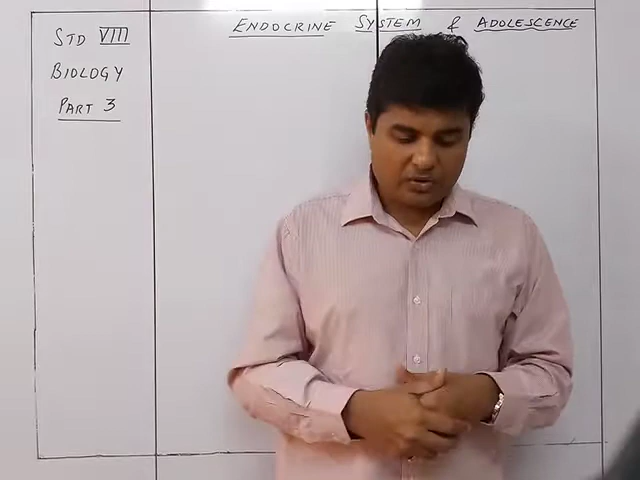 STD VIII
BIOLOGY
PART 3
ENDOCRINE SYSTEM & ADOLESCENCE